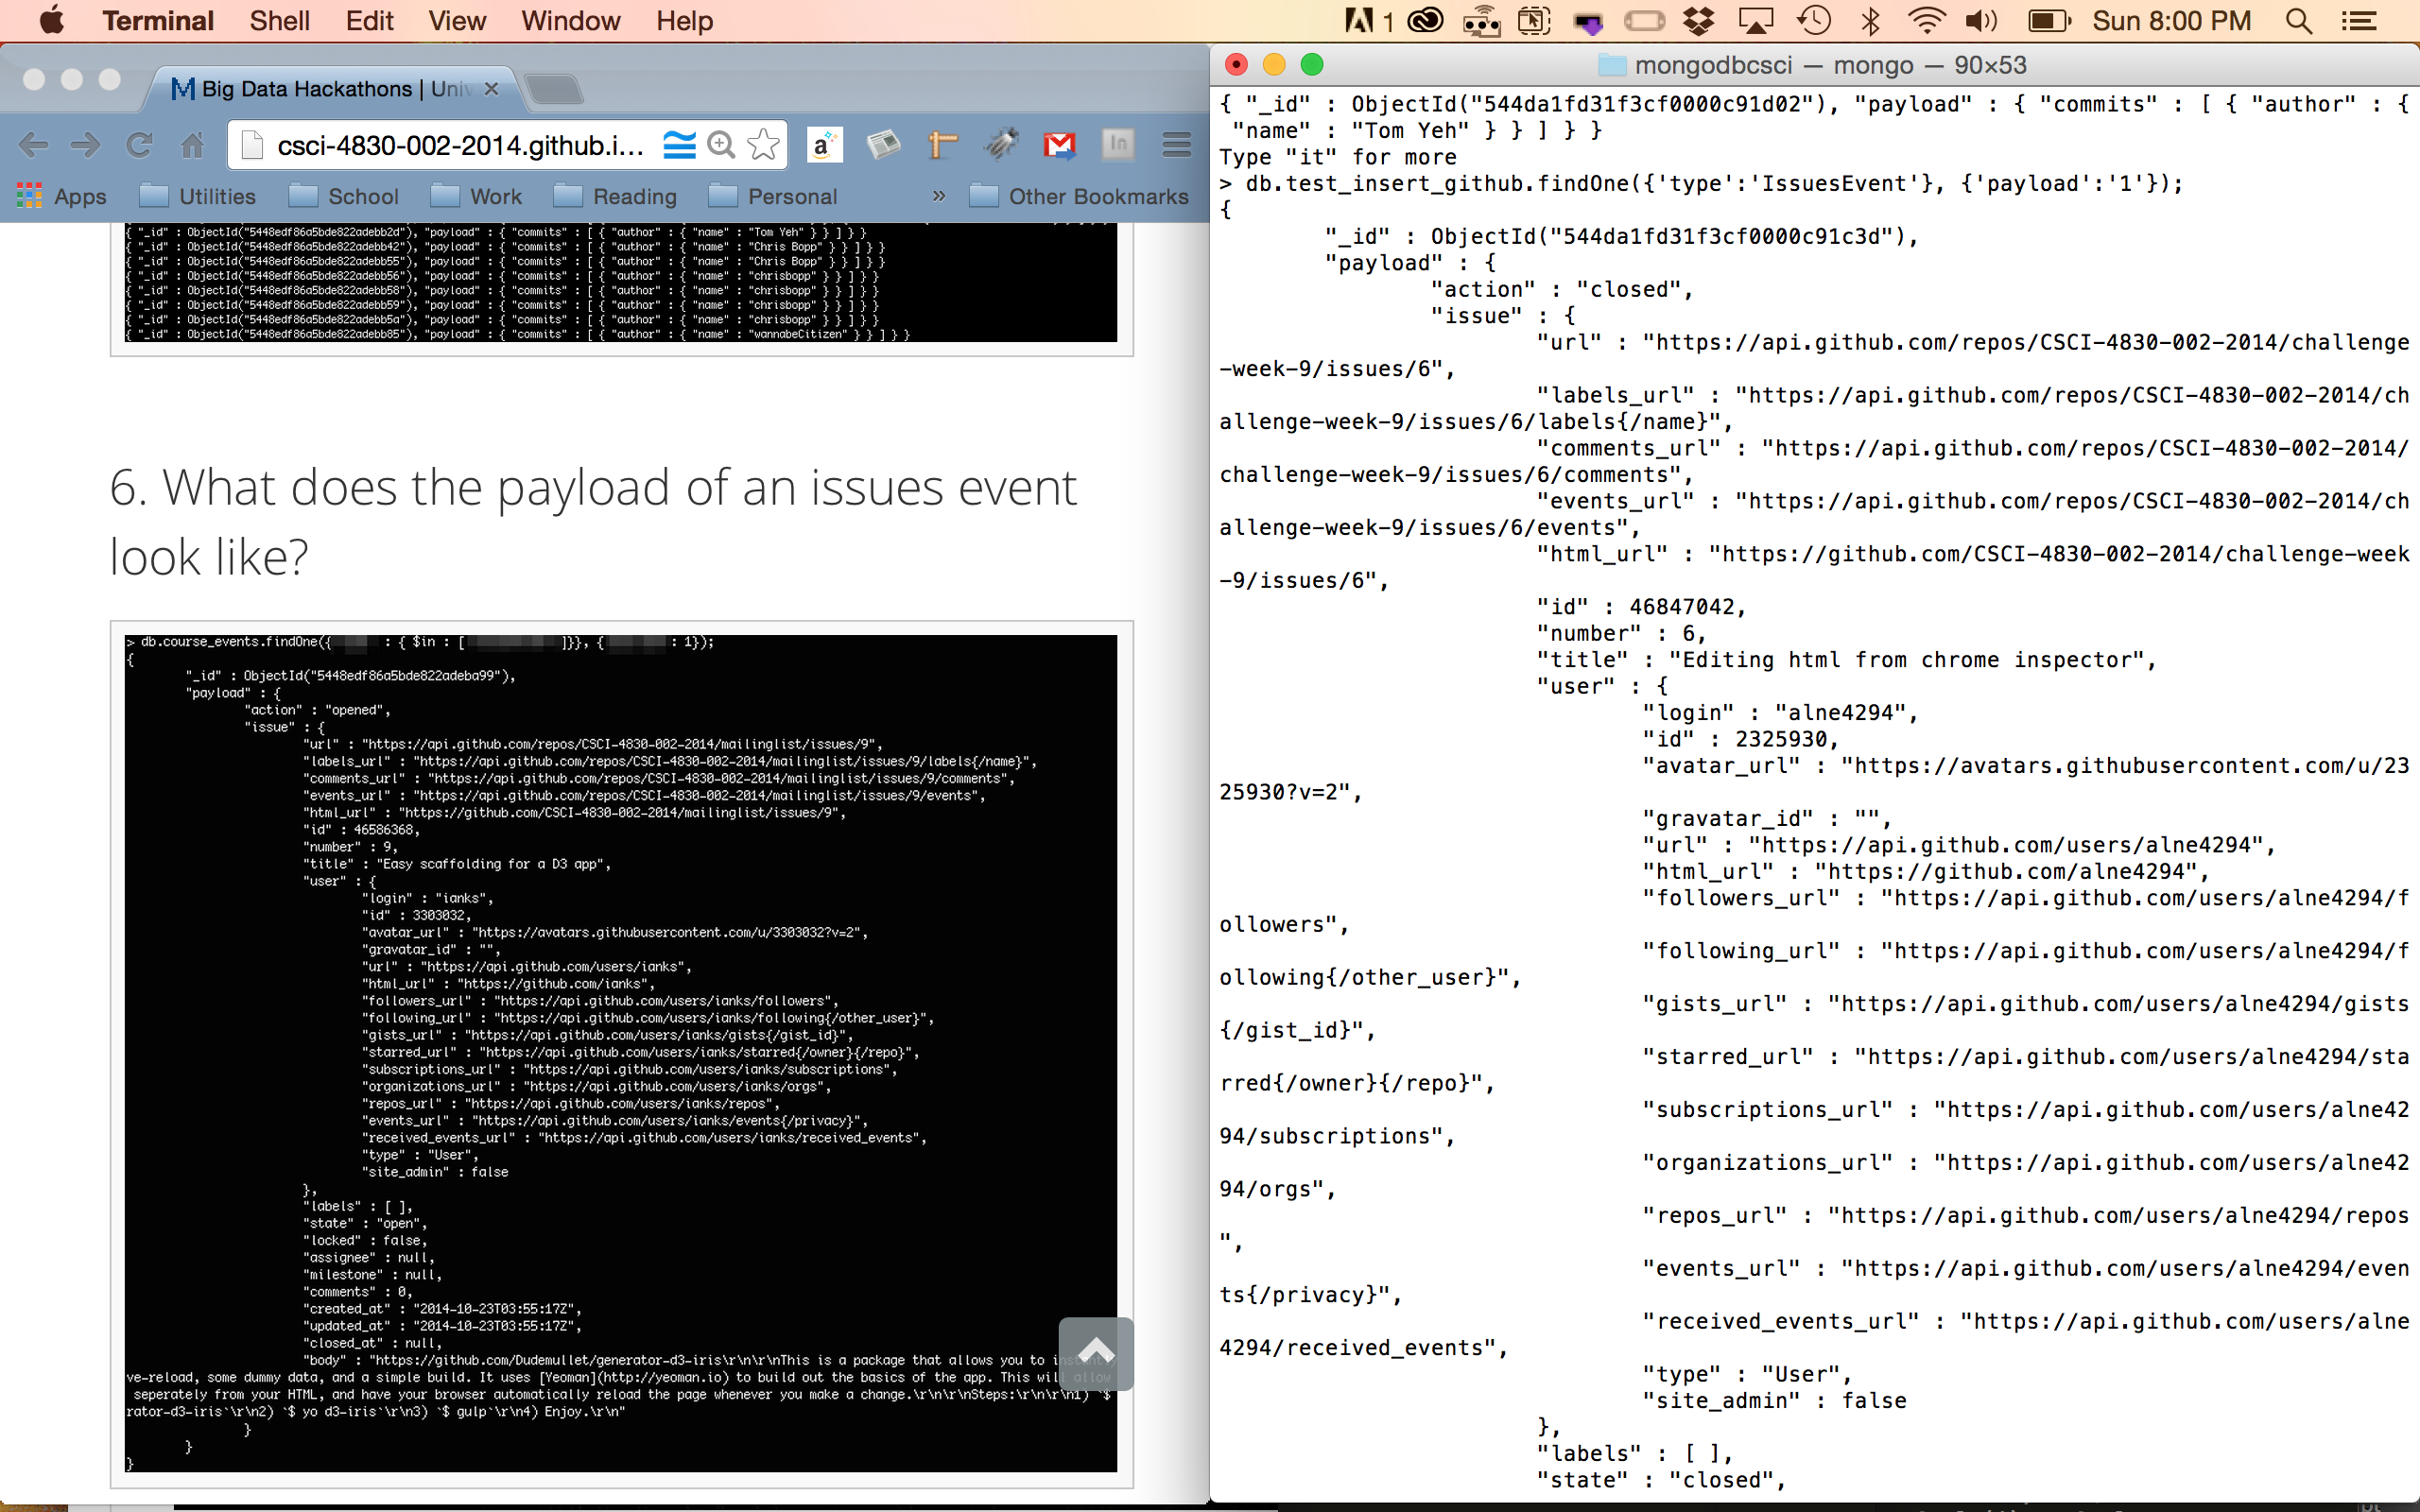 Terminal Shell Edit View Window Help 1 Sun 8:00 PM
Big Data Hackathons | Univ
csci-4830-002-2014.github.i...
Apps Utilities School Work Reading Personal » Other Bookmarks
{ "_id" : ObjectId("5448edf86a5bde822adebb2d"), "payload" : { "commits" : [ { "author" : { "name" : "Tom Yeh" } } ] } }
{ "_id" : ObjectId("5448edf86a5bde822adebb42"), "payload" : { "commits" : [ { "author" : { "name" : "Chris Bopp" } } ] } }
{ "_id" : ObjectId("5448edf86a5bde822adebb55"), "payload" : { "commits" : [ { "author" : { "name" : "Chris Bopp" } } ] } }
{ "_id" : ObjectId("5448edf86a5bde822adebb56"), "payload" : { "commits" : [ { "author" : { "name" : "chrisbopp" } } ] } }
{ "_id" : ObjectId("5448edf86a5bde822adebb58"), "payload" : { "commits" : [ { "author" : { "name" : "chrisbopp" } } ] } }
{ "_id" : ObjectId("5448edf86a5bde822adebb59"), "payload" : { "commits" : [ { "author" : { "name" : "chrisbopp" } } ] } }
{ "_id" : ObjectId("5448edf86a5bde822adebb5a"), "payload" : { "commits" : [ { "author" : { "name" : "chrisbopp" } } ] } }
{ "_id" : ObjectId("5448edf86a5bde822adebb85"), "payload" : { "commits" : [ { "author" : { "name" : "wannabeCitizen" } } ] } }
6. What does the payload of an issues event
look like?
> db.course_events.findOne({ : { $in : [ ]}}, { : 1});
{
"_id" : ObjectId("5448edf86a5bde822adeba99"),
"payload" : {
"action" : "opened",
"issue" : {
"url" : "https://api.github.com/repos/CSCI-4830-002-2014/mailinglist/issues/9",
"labels_url" : "https://api.github.com/repos/CSCI-4830-002-2014/mailinglist/issues/9/labels{/name}",
"comments_url" : "https://api.github.com/repos/CSCI-4830-002-2014/mailinglist/issues/9/comments",
"events_url" : "https://api.github.com/repos/CSCI-4830-002-2014/mailinglist/issues/9/events",
"html_url" : "https://github.com/CSCI-4830-002-2014/mailinglist/issues/9",
"id" : 46586368,
"number" : 9,
"title" : "Easy scaffolding for a D3 app",
"user" : {
"login" : "ianks",
"id" : 3303032,
"avatar_url" : "https://avatars.githubusercontent.com/u/3303032?v=2",
"gravatar_id" : "",
"url" : "https://api.github.com/users/ianks",
"html_url" : "https://github.com/ianks",
"followers_url" : "https://api.github.com/users/ianks/followers",
"following_url" : "https://api.github.com/users/ianks/following{/other_user}",
"gists_url" : "https://api.github.com/users/ianks/gists{/gist_id}",
"starred_url" : "https://api.github.com/users/ianks/starred{/owner}{/repo}",
"subscriptions_url" : "https://api.github.com/users/ianks/subscriptions",
"organizations_url" : "https://api.github.com/users/ianks/orgs",
"repos_url" : "https://api.github.com/users/ianks/repos",
"events_url" : "https://api.github.com/users/ianks/events{/privacy}",
"received_events_url" : "https://api.github.com/users/ianks/received_events",
"type" : "User",
"site_admin" : false
},
"labels" : [ ],
"state" : "open",
"locked" : false,
"assignee" : null,
"milestone" : null,
"comments" : 0,
"created_at" : "2014-10-23T03:55:17Z",
"updated_at" : "2014-10-23T03:55:17Z",
"closed_at" : null,
"body" : "https://github.com/Dudemullet/generator-d3-iris\r\n\r\nThis is a package that allows you to instantly
ve-reload, some dummy data, and a simple build. It uses [Yeoman](http://yeoman.io) to build out the basics of the app. This will allow
seperately from your HTML, and have your browser automatically reload the page whenever you make a change.\r\n\r\nSteps:\r\n\r\n1) `$
rator-d3-iris`\r\n2) `$ yo d3-iris`\r\n3) `$ gulp`\r\n4) Enjoy.\r\n"
}
}
}
mongodbcsci — mongo — 90×53
{ "_id" : ObjectId("544da1fd31f3cf0000c91d02"), "payload" : { "commits" : [ { "author" : {
"name" : "Tom Yeh" } } ] } }
Type "it" for more
> db.test_insert_github.findOne({'type':'IssuesEvent'}, {'payload':'1'});
{
"_id" : ObjectId("544da1fd31f3cf0000c91c3d"),
"payload" : {
"action" : "closed",
"issue" : {
"url" : "https://api.github.com/repos/CSCI-4830-002-2014/challenge
-week-9/issues/6",
"labels_url" : "https://api.github.com/repos/CSCI-4830-002-2014/ch
allenge-week-9/issues/6/labels{/name}",
"comments_url" : "https://api.github.com/repos/CSCI-4830-002-2014/
challenge-week-9/issues/6/comments",
"events_url" : "https://api.github.com/repos/CSCI-4830-002-2014/ch
allenge-week-9/issues/6/events",
"html_url" : "https://github.com/CSCI-4830-002-2014/challenge-week
-9/issues/6",
"id" : 46847042,
"number" : 6,
"title" : "Editing html from chrome inspector",
"user" : {
"login" : "alne4294",
"id" : 2325930,
"avatar_url" : "https://avatars.githubusercontent.com/u/23
25930?v=2",
"gravatar_id" : "",
"url" : "https://api.github.com/users/alne4294",
"html_url" : "https://github.com/alne4294",
"followers_url" : "https://api.github.com/users/alne4294/f
ollowers",
"following_url" : "https://api.github.com/users/alne4294/f
ollowing{/other_user}",
"gists_url" : "https://api.github.com/users/alne4294/gists
{/gist_id}",
"starred_url" : "https://api.github.com/users/alne4294/sta
rred{/owner}{/repo}",
"subscriptions_url" : "https://api.github.com/users/alne42
94/subscriptions",
"organizations_url" : "https://api.github.com/users/alne42
94/orgs",
"repos_url" : "https://api.github.com/users/alne4294/repos
",
"events_url" : "https://api.github.com/users/alne4294/even
ts{/privacy}",
"received_events_url" : "https://api.github.com/users/alne
4294/received_events",
"type" : "User",
"site_admin" : false
},
"labels" : [ ],
"state" : "closed",